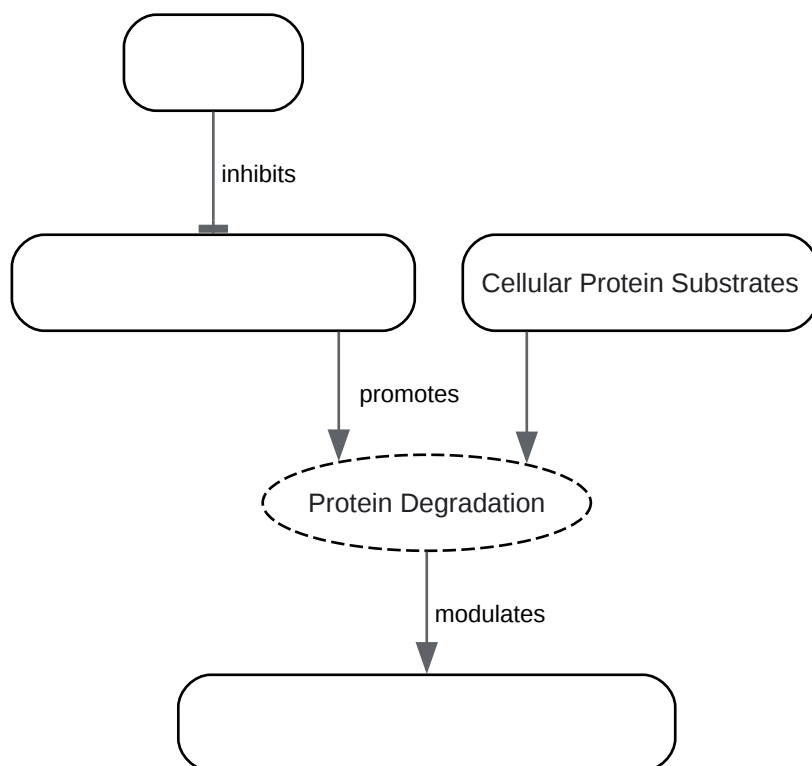 inhibits
Cellular Protein Substrates
promotes
Protein Degradation
modulates